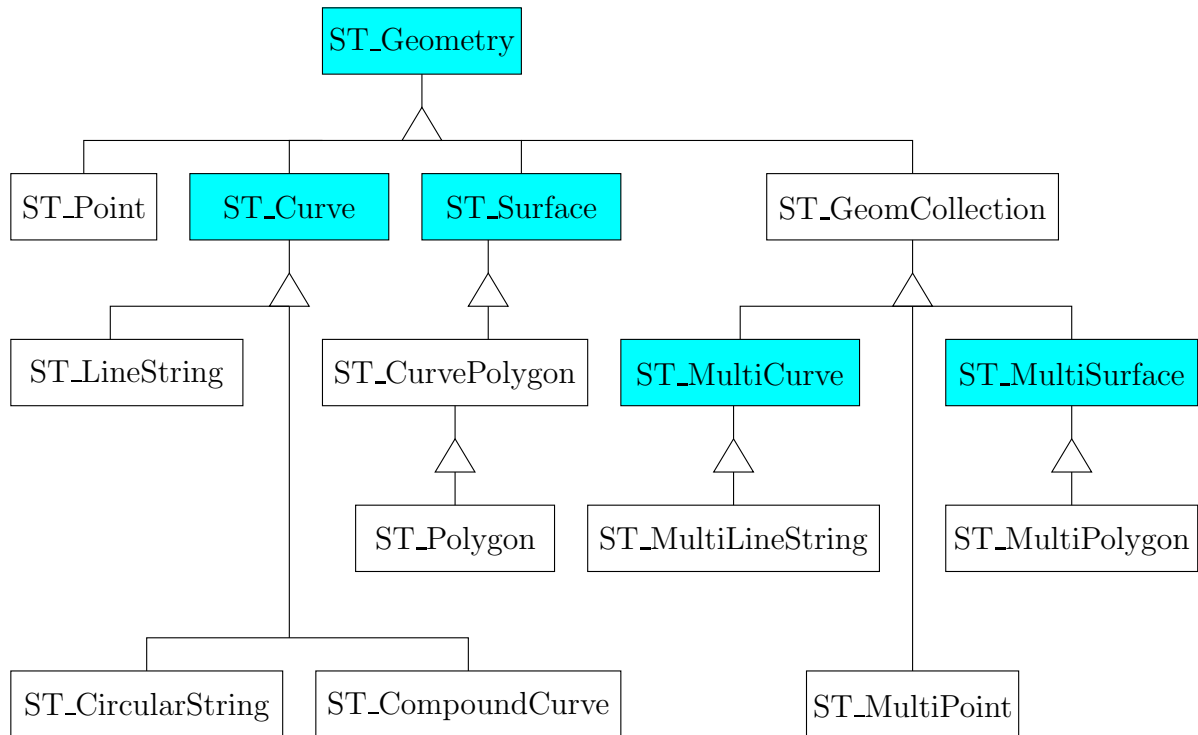 ST_Geometry
ST_Point
ST_Curve
ST_Surface
ST_GeomCollection
ST_LineString
ST_CurvePolygon
ST_MultiCurve
ST_MultiSurface
ST_Polygon
ST_MultiLineString
ST_MultiPolygon
ST_CircularString
ST_CompoundCurve
ST_MultiPoint